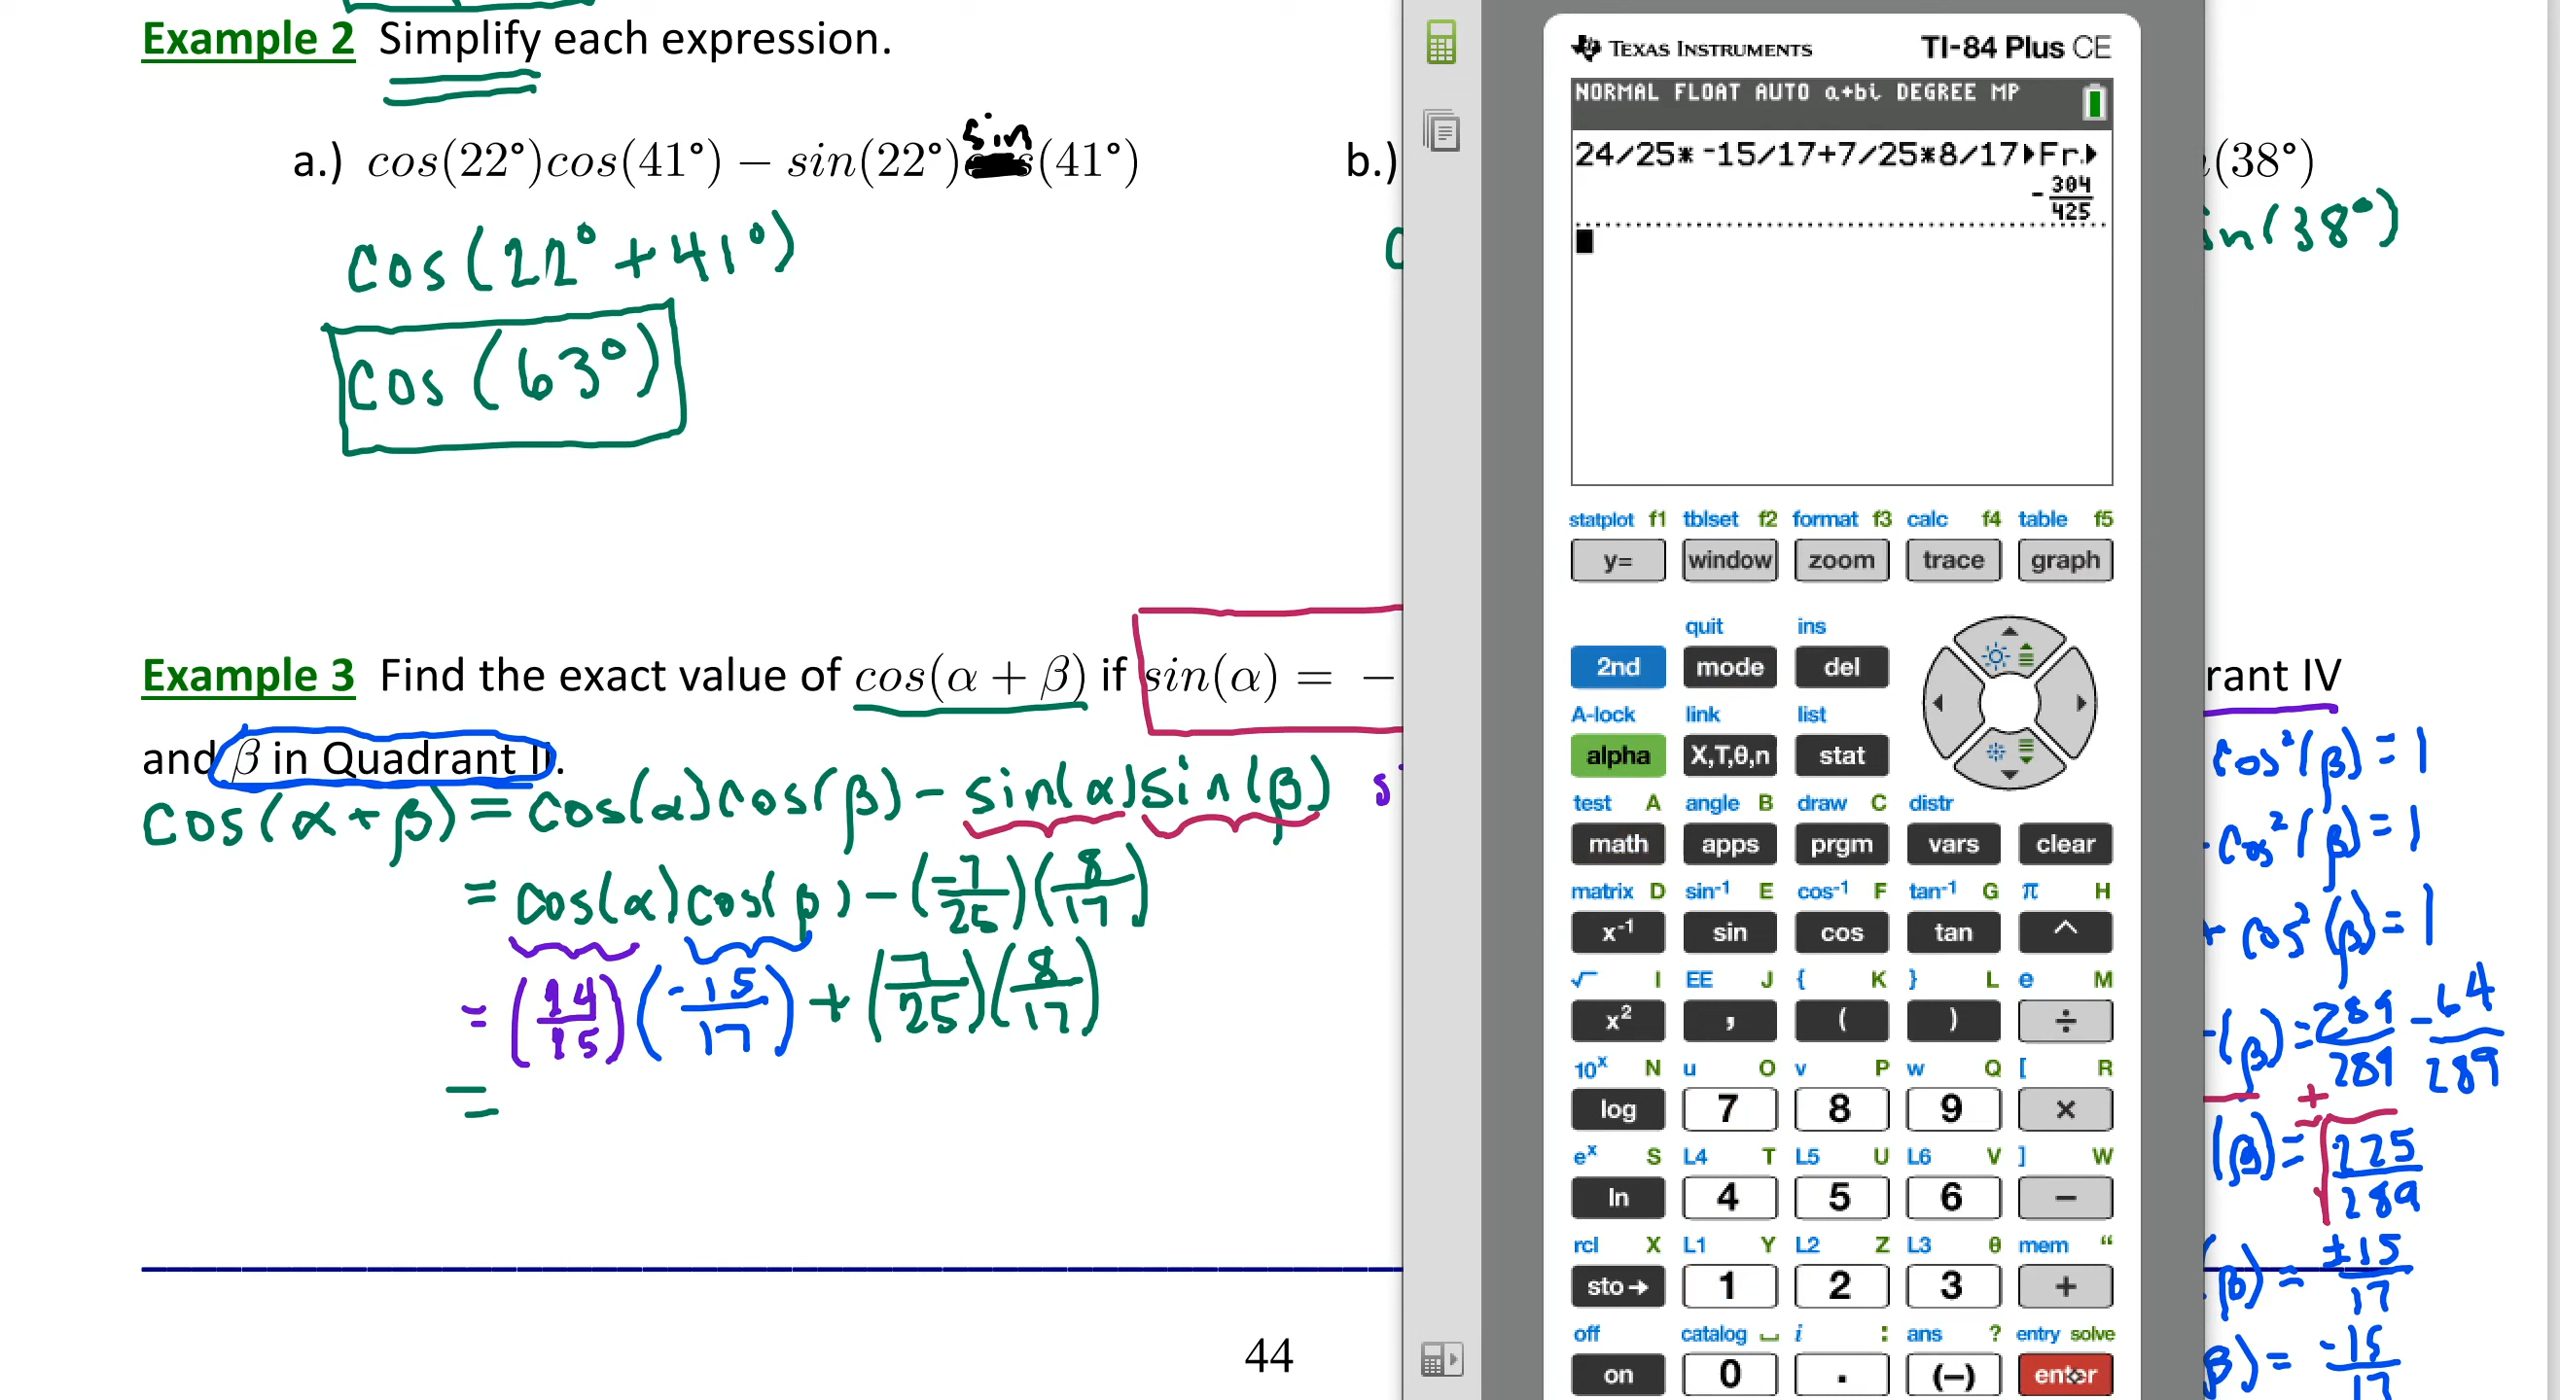 Example 2 Simplify each expression.
a.) cos(22°)cos(41°) − sin(22°)sin(41°)
cos(22°+41°)
cos(63°)
b.)
(38°)
in(38°)
Example 3 Find the exact value of cos(α + β) if sin(α) = −
rant IV
and β in Quadrant II.
cos(α+β)=cos(α)cos(β)-sin(α)sin(β)
= cos(α)cos(β)-(-7/25)(8/17)
= (24/25)(-15/17)+(7/25)(8/17)
=
cos²(β)=1
cos²(β)=1
+ cos²(β)=1
(β)=289/289 -64/289
(β)=±√225/289
(β)= ±15/17
β)= -15/17
44
TEXAS INSTRUMENTS TI-84 Plus CE
NORMAL FLOAT AUTO a+bi DEGREE MP
24/25*-15/17+7/25*8/17▶Fr▶
-304/425
statplot f1 tblset f2 format f3 calc f4 table f5
y= window zoom trace graph
quit ins
2nd mode del
A-lock link list
alpha X,T,θ,n stat
test A angle B draw C distr
math apps prgm vars clear
matrix D sin⁻¹ E cos⁻¹ F tan⁻¹ G π H
x⁻¹ sin cos tan ^
√ I EE J { K } L e M
x² , ( ) ÷
10ˣ N u O v P w Q [ R
log 7 8 9 ×
eˣ S L4 T L5 U L6 V ] W
ln 4 5 6 −
rcl X L1 Y L2 Z L3 θ mem “
sto→ 1 2 3 +
off catalog ⎵ i : ans ? entry solve
on 0 . (−) enter